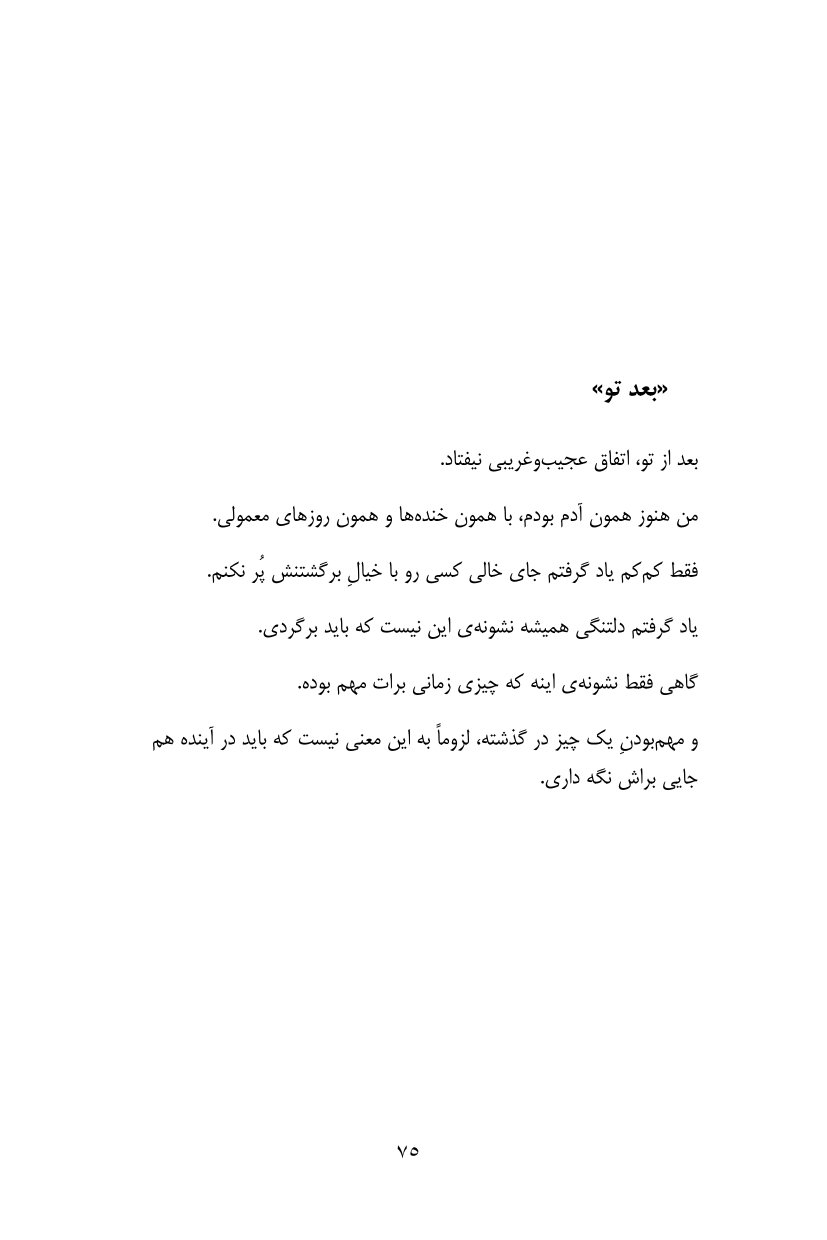 «بعد تو»
بعد از تو، اتفاق عجیب‌وغریبی نیفتاد.
من هنوز همون آدم بودم، با همون خنده‌ها و همون روزهای معمولی.
فقط کم‌کم یاد گرفتم جای خالی کسی رو با خیالِ برگشتنش پُر نکنم.
یاد گرفتم دلتنگی همیشه نشونه‌ی این نیست که باید برگردی.
گاهی فقط نشونه‌ی اینه که چیزی زمانی برات مهم بوده.
و مهم‌بودنِ یک چیز در گذشته، لزوماً به این معنی نیست که باید در آینده هم
جایی براش نگه داری.
۷۵